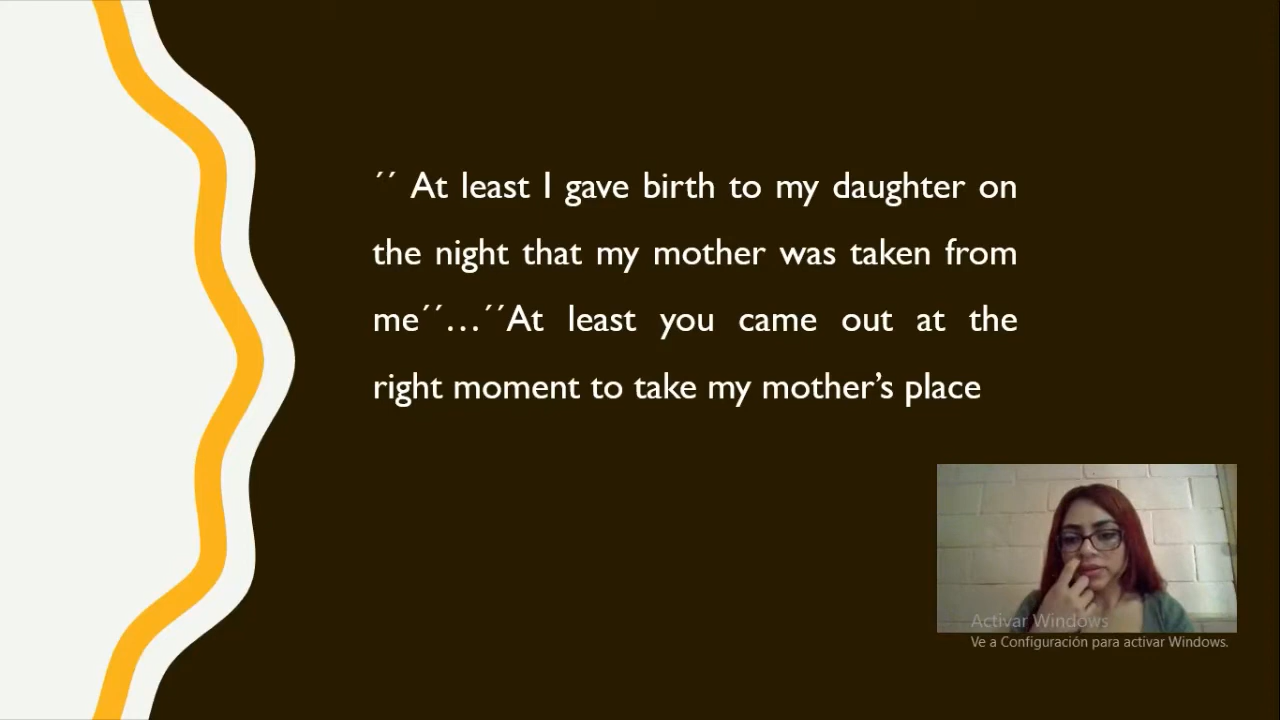 ´´ At least I gave birth to my daughter on
the night that my mother was taken from
me´´…´´At least you came out at the
right moment to take my mother’s place
Activar Windows
Ve a Configuración para activar Windows.